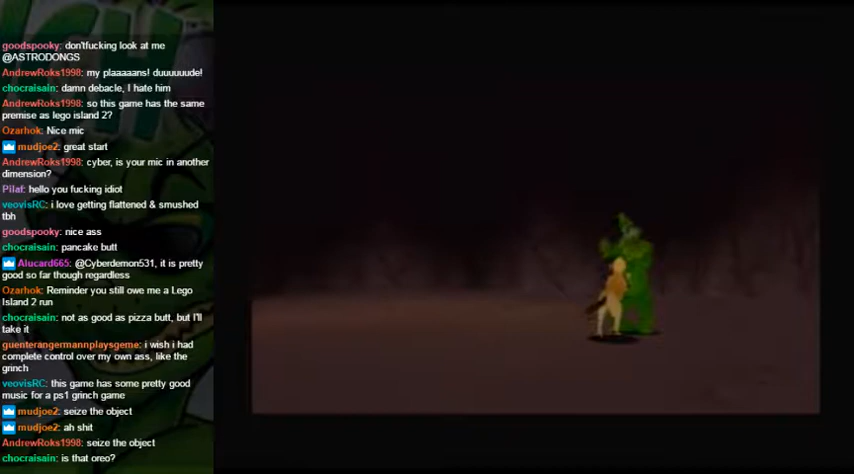 goodspooky: don'tfucking look at me
@ASTRODONGS
AndrewRoks1998: my plaaaaans! duuuuuude!
chocraisain: damn debacle, I hate him
AndrewRoks1998: so this game has the same
premise as lego island 2?
Ozarhok: Nice mic
mudjoe2: great start
AndrewRoks1998: cyber, is your mic in another
dimension?
Pilaf: hello you fucking idiot
veovisRC: i love getting flattened & smushed
tbh
goodspooky: nice ass
chocraisain: pancake butt
Alucard665: @Cyberdemon531, it is pretty
good so far though regardless
Ozarhok: Reminder you still owe me a Lego
Island 2 run
chocraisain: not as good as pizza butt, but I'll
take it
guenterangermannplaysgeme: i wish i had
complete control over my own ass, like the
grinch
veovisRC: this game has some pretty good
music for a ps1 grinch game
mudjoe2: seize the object
mudjoe2: ah shit
AndrewRoks1998: seize the object
chocraisain: is that oreo?